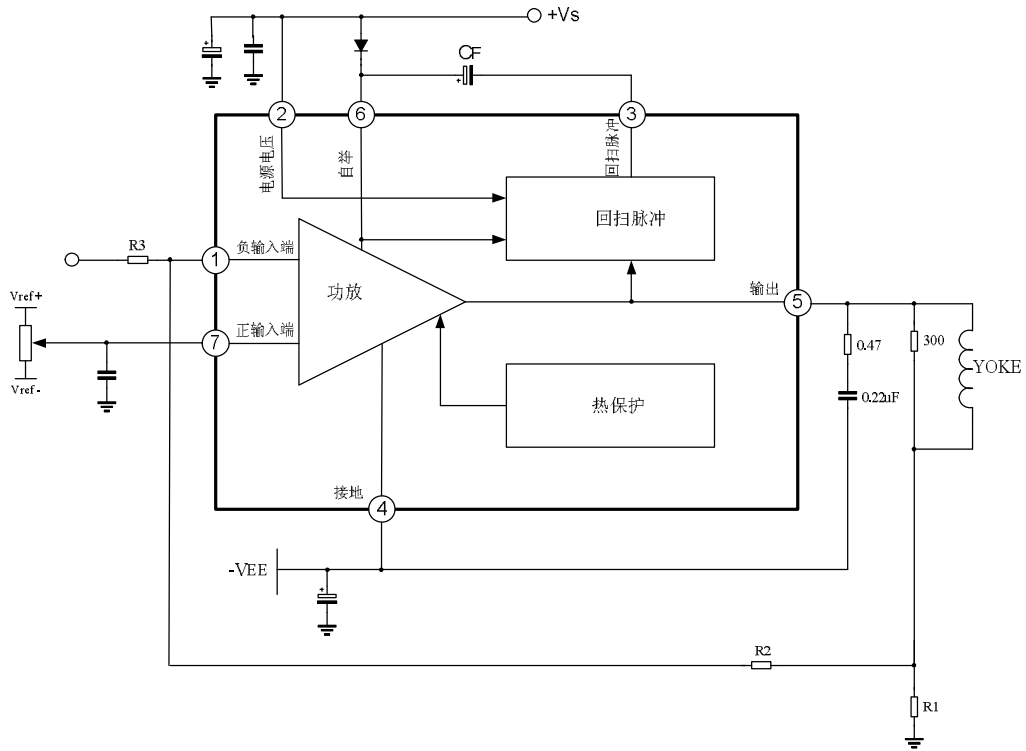 +Vs
+
CF
+
2
6
3
电源电压
自举
回扫脉冲
回扫脉冲
R3
1
负输入端
功放
输出
5
Vref+
7
正输入端
Vref-
0.47
300
YOKE
热保护
0.22uF
接地
4
-VEE
+
R2
R1